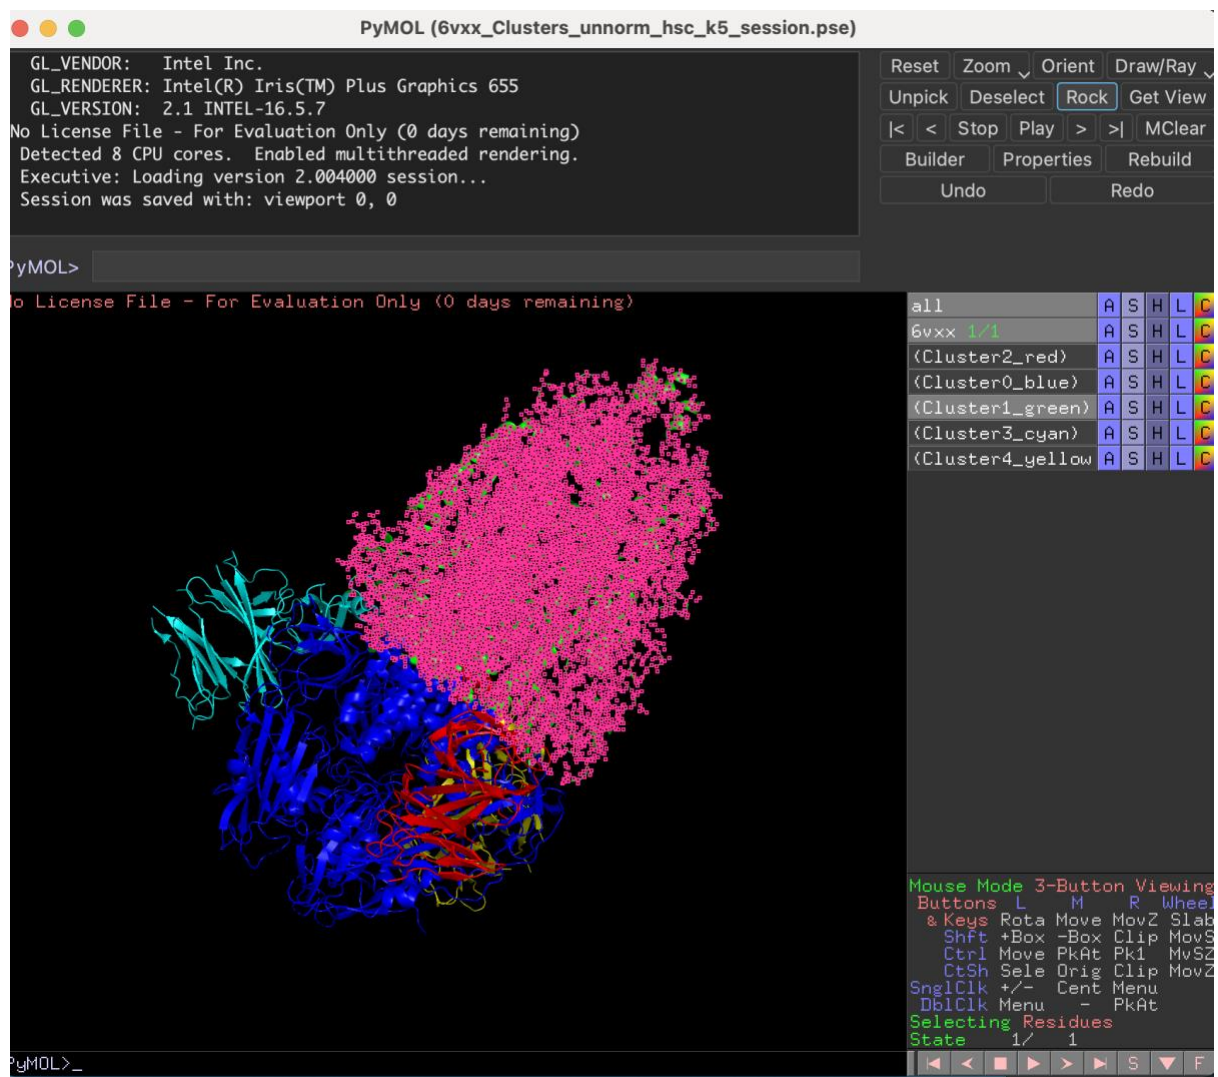 PyMOL (6vxx_Clusters_unnorm_hsc_k5_session.pse)
GL_VENDOR:   Intel Inc.
GL_RENDERER: Intel(R) Iris(TM) Plus Graphics 655
GL_VERSION:  2.1 INTEL-16.5.7
No License File - For Evaluation Only (0 days remaining)
Detected 8 CPU cores.  Enabled multithreaded rendering.
Executive: Loading version 2.004000 session...
Session was saved with: viewport 0, 0
Reset Zoom Orient Draw/Ray
Unpick Deselect Rock Get View
|< < Stop Play > >| MClear
Builder Properties Rebuild
Undo Redo
PyMOL>
No License File - For Evaluation Only (0 days remaining)
all A S H L C
6vxx 1/1 A S H L C
(Cluster2_red) A S H L C
(Cluster0_blue) A S H L C
(Cluster1_green) A S H L C
(Cluster3_cyan) A S H L C
(Cluster4_yellow A S H L C
Mouse Mode 3-Button Viewing
Buttons L M R Wheel
& Keys Rota Move MovZ Slab
Shft +Box -Box Clip MovS
Ctrl Move PkAt Pk1 MvSZ
CtSh Sele Orig Clip MovZ
SnglClk +/- Cent Menu
DblClk Menu - PkAt
Selecting Residues
State 1/ 1
PyMOL>_
S F